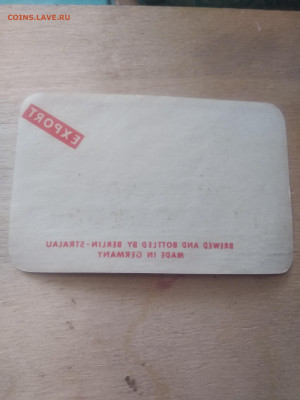 COINS.LAVE.RU
EXPORT
BREWED AND BOTTLED BY BERLIN-STRALAU
MADE IN GERMANY